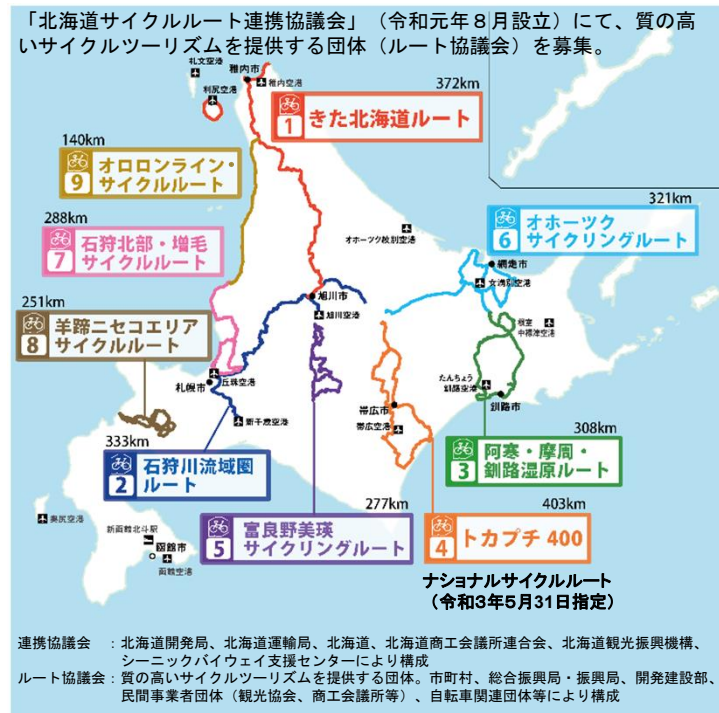 「北海道サイクルルート連携協議会」（令和元年８月設立）にて、質の高
いサイクルツーリズムを提供する団体（ルート協議会）を募集。
礼文空港
稚内市
稚内空港
利尻空港
372km
1 きた北海道ルート
140km
9 オロロンライン・
サイクルルート
321km
6 オホーツク
サイクリングルート
288km
7 石狩北部・増毛
サイクルルート
オホーツク紋別空港
網走市
女満別空港
251km
8 羊蹄ニセコエリア
サイクルルート
旭川市
旭川空港
根室
中標津空港
札幌市
丘珠空港
新千歳空港
帯広市
帯広空港
たんちょう
釧路空港
釧路市
333km
2 石狩川流域圏
ルート
308km
3 阿寒・摩周・
釧路湿原ルート
277km
5 富良野美瑛
サイクリングルート
403km
4 トカプチ 400
奥尻空港
新函館北斗駅
函館市
函館空港
ナショナルサイクルルート
（令和３年５月31日指定）
連携協議会　：北海道開発局、北海道運輸局、北海道、北海道商工会議所連合会、北海道観光振興機構、
シーニックバイウェイ支援センターにより構成
ルート協議会：質の高いサイクルツーリズムを提供する団体。市町村、総合振興局・振興局、開発建設部、
民間事業者団体（観光協会、商工会議所等）、自転車関連団体等により構成